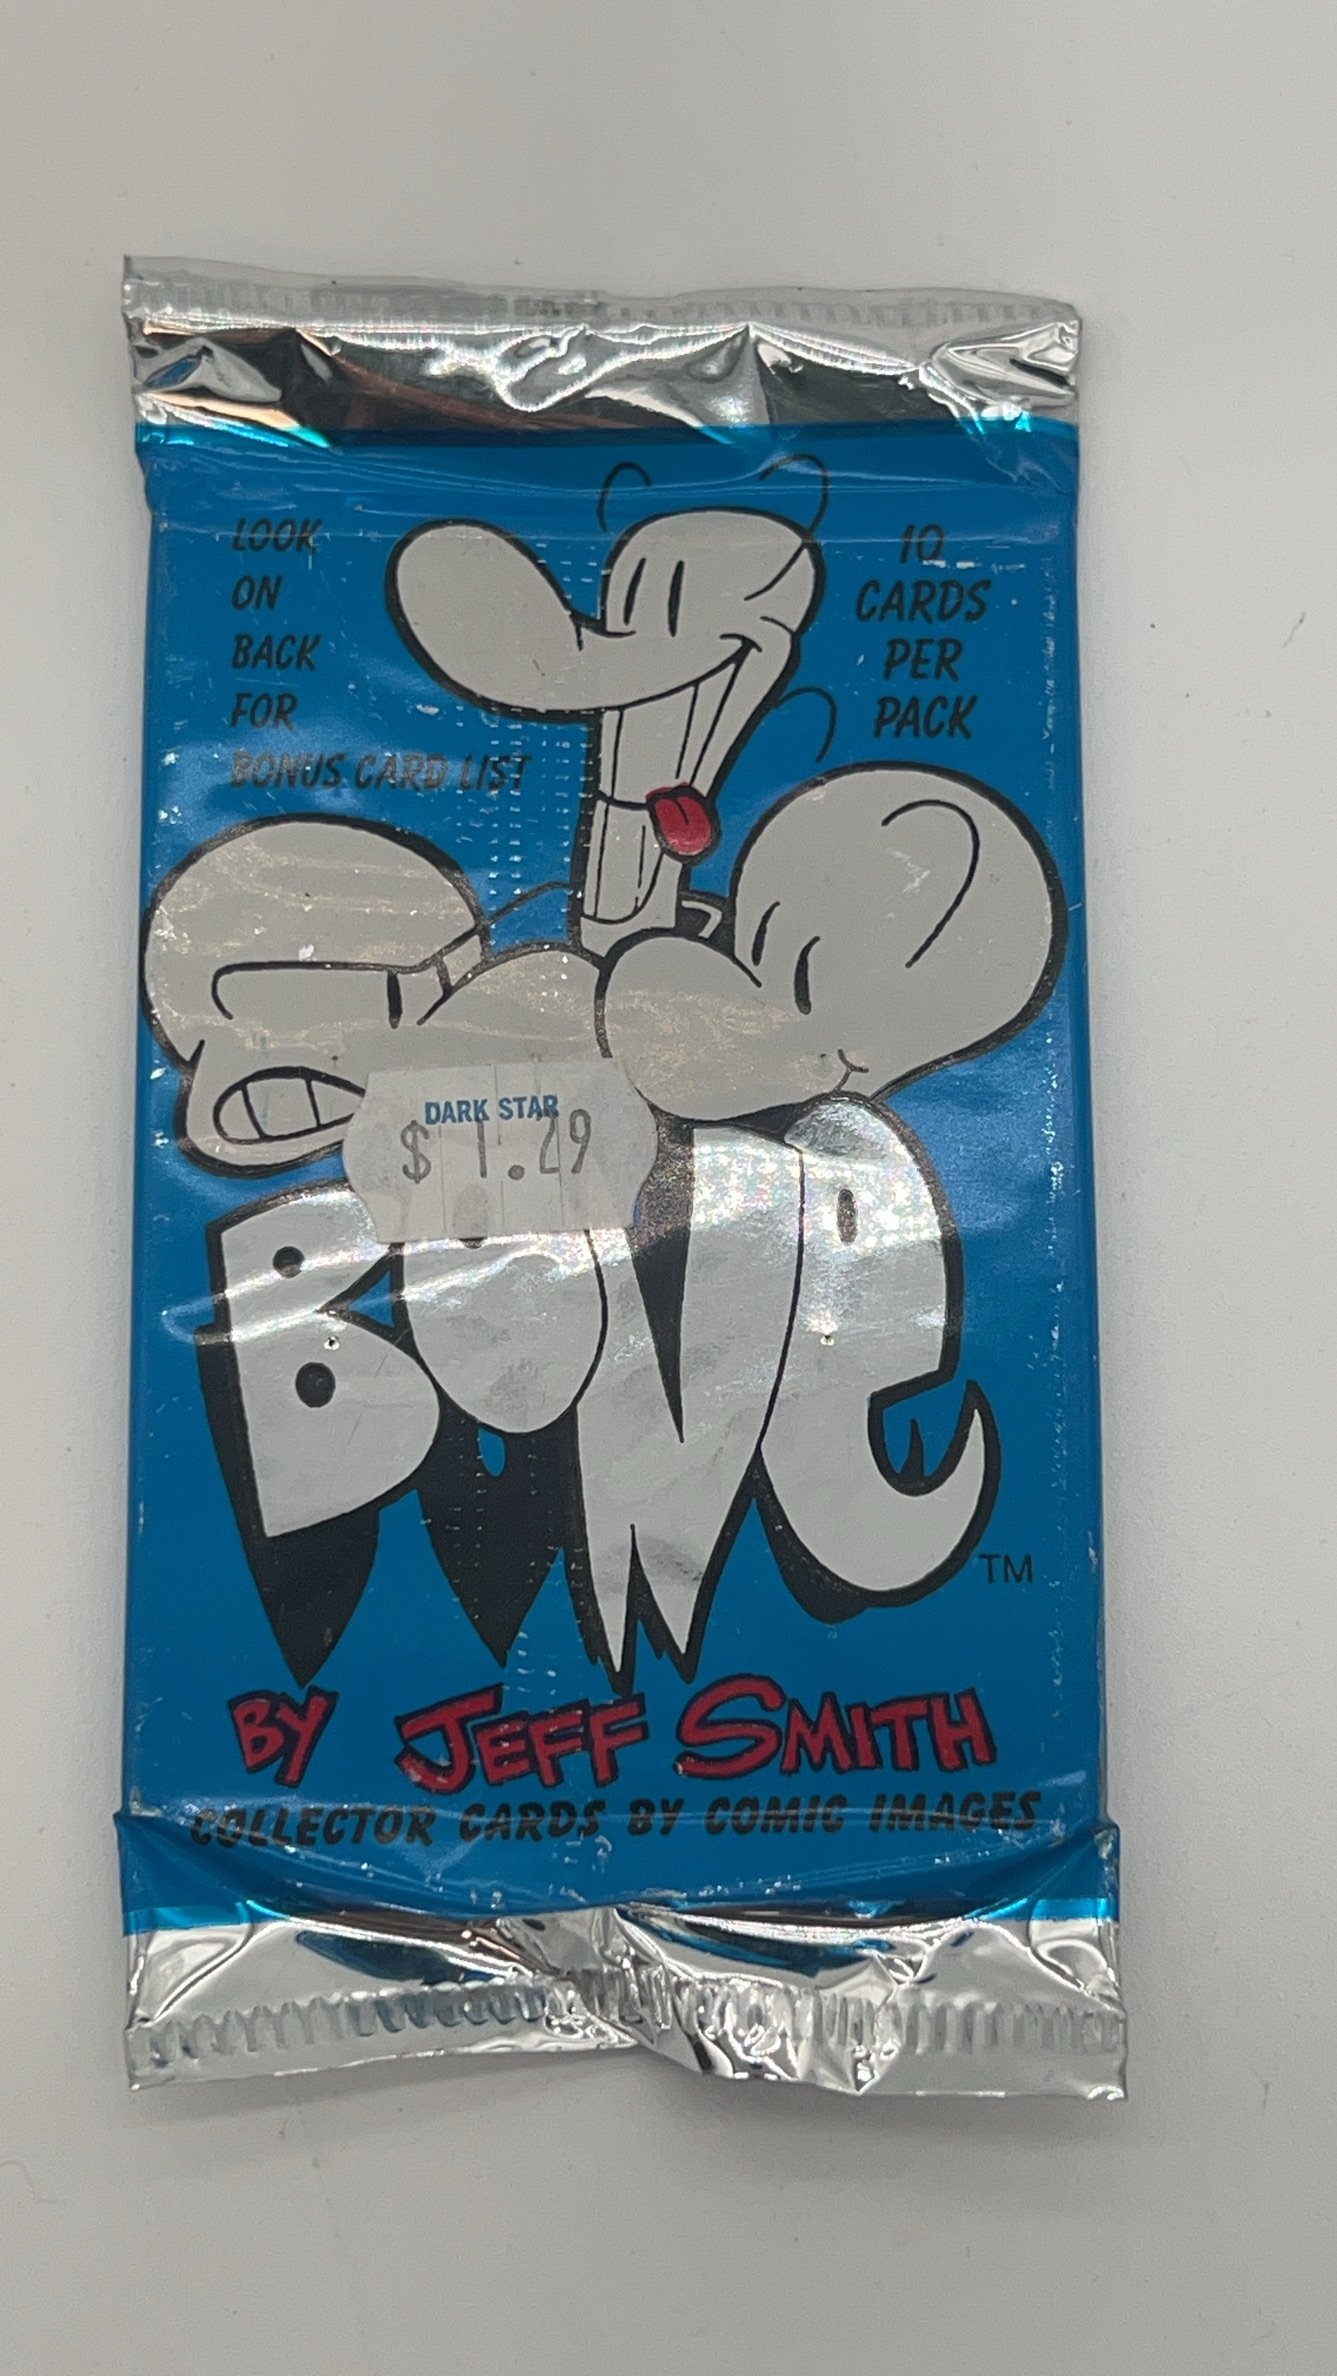 LOOK
ON
BACK
FOR
BONUS CARD LIST
10
CARDS
PER
PACK
DARK STAR
$ 1.29
BONE
TM
BY JEFF SMITH
COLLECTOR CARDS BY COMIC IMAGES